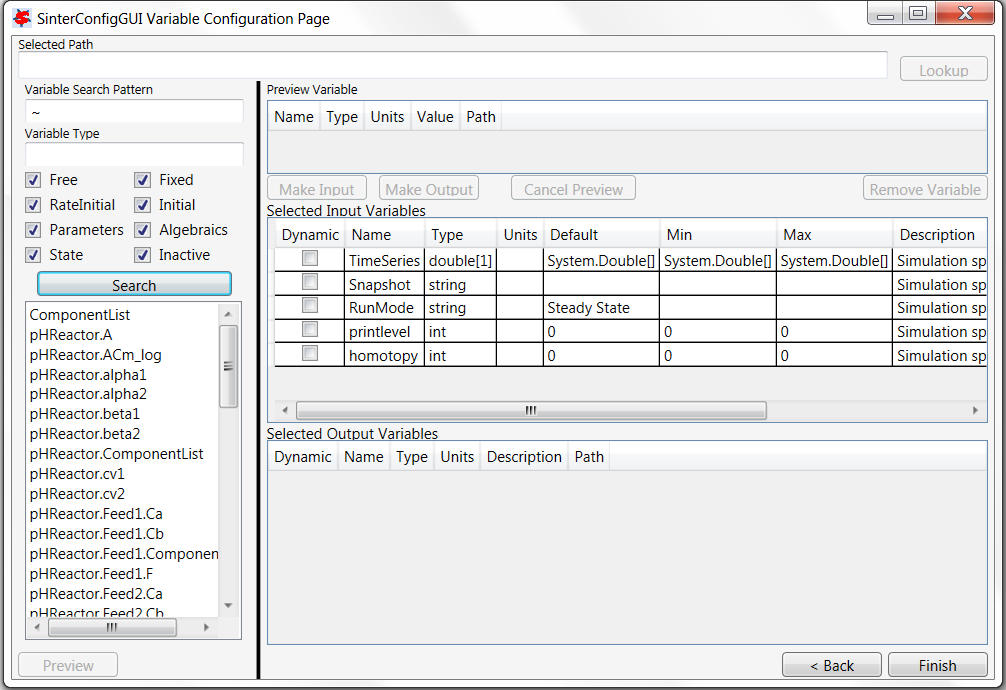 SinterConfigGUI Variable Configuration Page
Selected Path
Lookup
Variable Search Pattern
~
Variable Type
Free Fixed
RateInitial Initial
Parameters Algebraics
State Inactive
Search
ComponentList
pHReactor.A
pHReactor.ACm_log
pHReactor.alpha1
pHReactor.alpha2
pHReactor.beta1
pHReactor.beta2
pHReactor.ComponentList
pHReactor.cv1
pHReactor.cv2
pHReactor.Feed1.Ca
pHReactor.Feed1.Cb
pHReactor.Feed1.Componen
pHReactor.Feed1.F
pHReactor.Feed2.Ca
pHReactor.Feed2.Cb
Preview
Preview Variable
Name Type Units Value Path
Make Input Make Output Cancel Preview Remove Variable
Selected Input Variables
Dynamic Name Type Units Default Min Max Description
TimeSeries double[1] System.Double[] System.Double[] System.Double[] Simulation sp
Snapshot string Simulation sp
RunMode string Steady State Simulation sp
printlevel int 0 0 0 Simulation sp
homotopy int 0 0 0 Simulation sp
Selected Output Variables
Dynamic Name Type Units Description Path
< Back Finish